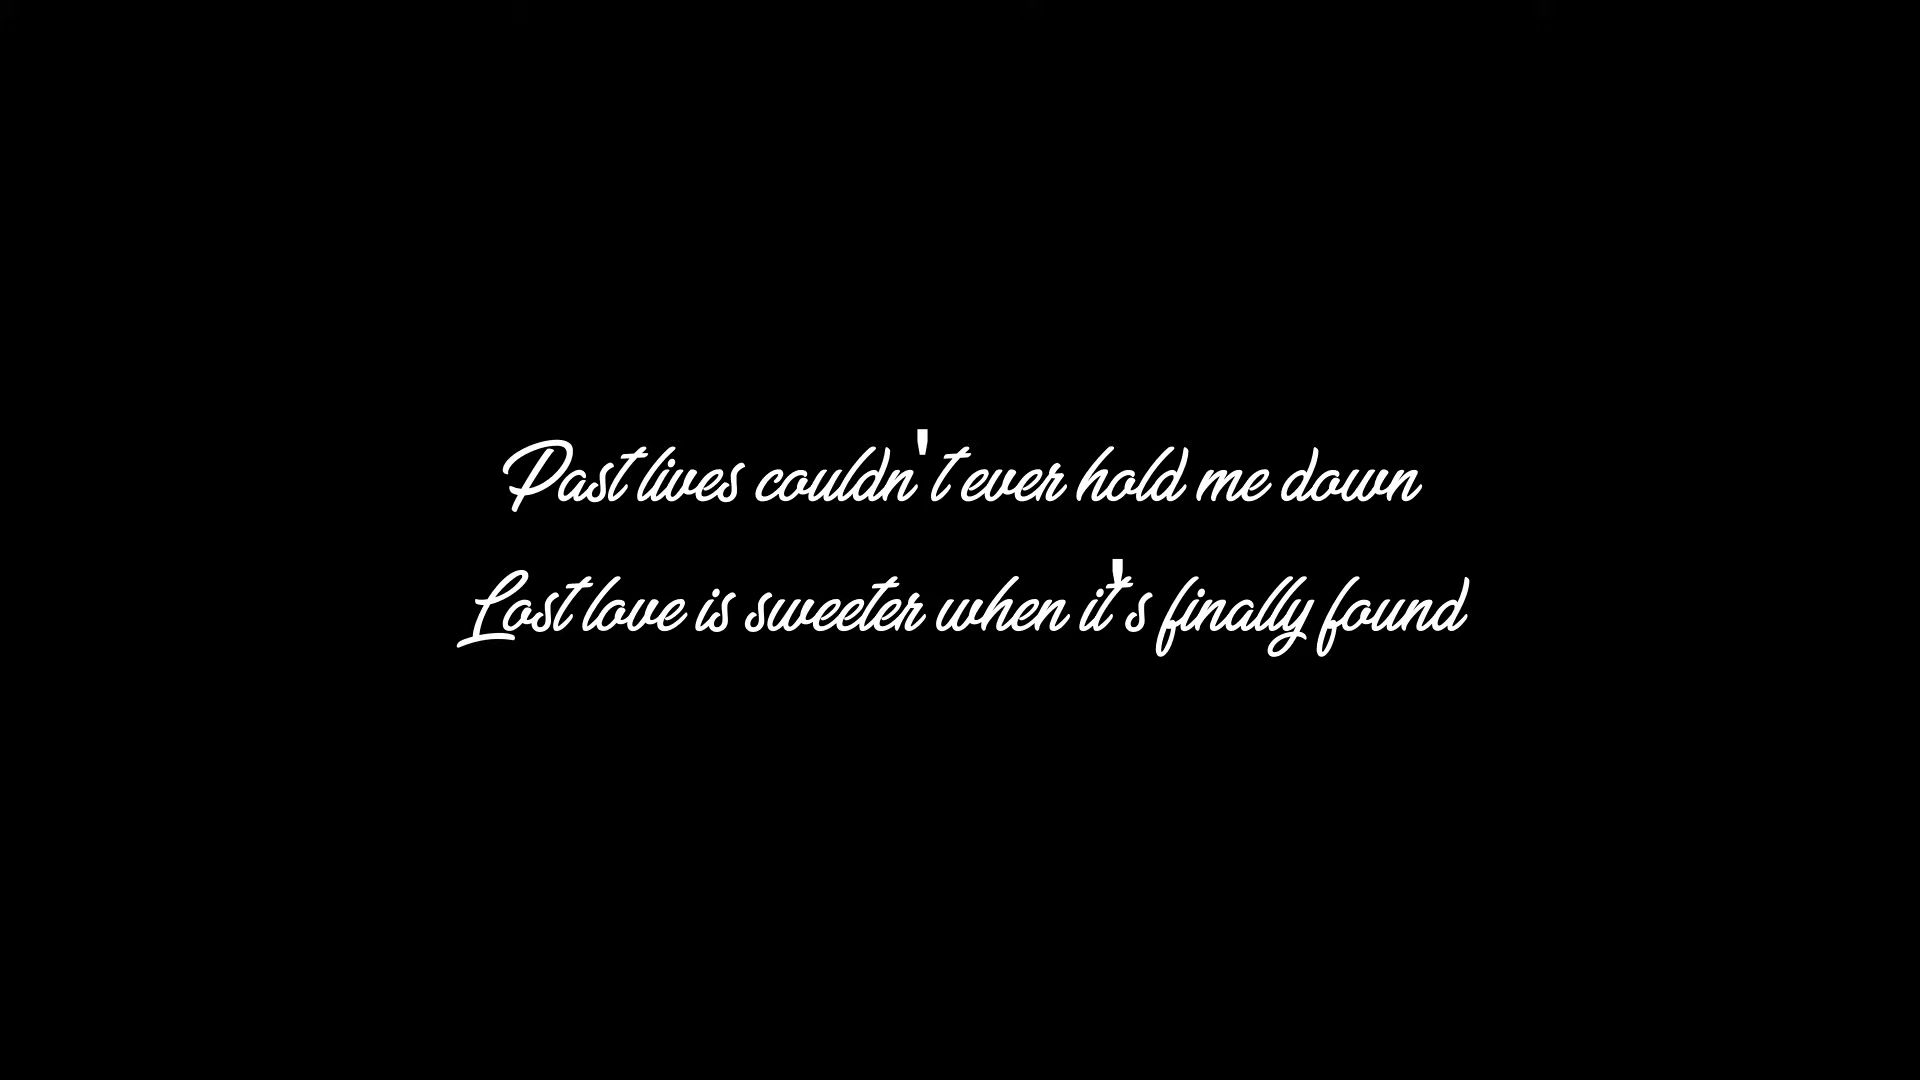 Past lives couldn't ever hold me down
Lost love is sweeter when it's finally found